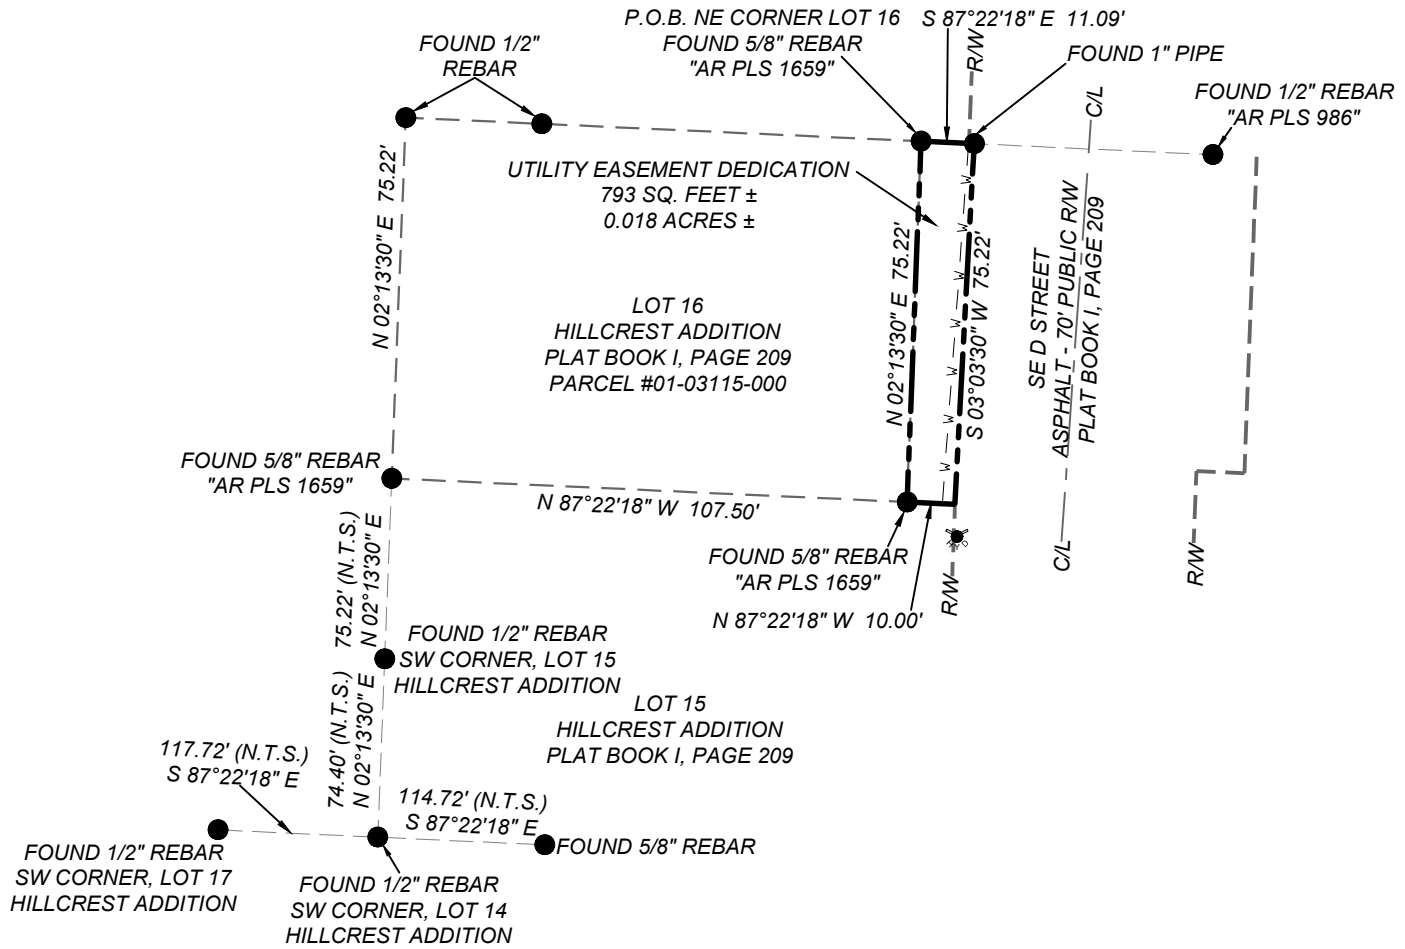 P.O.B. NE CORNER LOT 16
FOUND 5/8" REBAR
"AR PLS 1659"
S 87°22'18" E 11.09'
R/W
FOUND 1/2"
REBAR
FOUND 1" PIPE
C/L
FOUND 1/2" REBAR
"AR PLS 986"
UTILITY EASEMENT DEDICATION
793 SQ. FEET ±
0.018 ACRES ±
N 02°13'30" E 75.22'
LOT 16
HILLCREST ADDITION
PLAT BOOK I, PAGE 209
PARCEL #01-03115-000
N 02°13'30" E 75.22'
W
W
W
W
W
W
W
S 03°03'30" W 75.22'
SE D STREET
ASPHALT - 70' PUBLIC R/W
PLAT BOOK I, PAGE 209
FOUND 5/8" REBAR
"AR PLS 1659"
N 87°22'18" W 107.50'
FOUND 5/8" REBAR
"AR PLS 1659"
N 87°22'18" W 10.00'
R/W
C/L
R/W
75.22' (N.T.S.)
N 02°13'30" E
FOUND 1/2" REBAR
SW CORNER, LOT 15
HILLCREST ADDITION
74.40' (N.T.S.)
N 02°13'30" E
LOT 15
HILLCREST ADDITION
PLAT BOOK I, PAGE 209
117.72' (N.T.S.)
S 87°22'18" E
114.72' (N.T.S.)
S 87°22'18" E
FOUND 5/8" REBAR
FOUND 1/2" REBAR
SW CORNER, LOT 17
HILLCREST ADDITION
FOUND 1/2" REBAR
SW CORNER, LOT 14
HILLCREST ADDITION